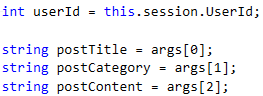 int userId = this.session.UserId;
string postTitle = args[0];
string postCategory = args[1];
string postContent = args[2];